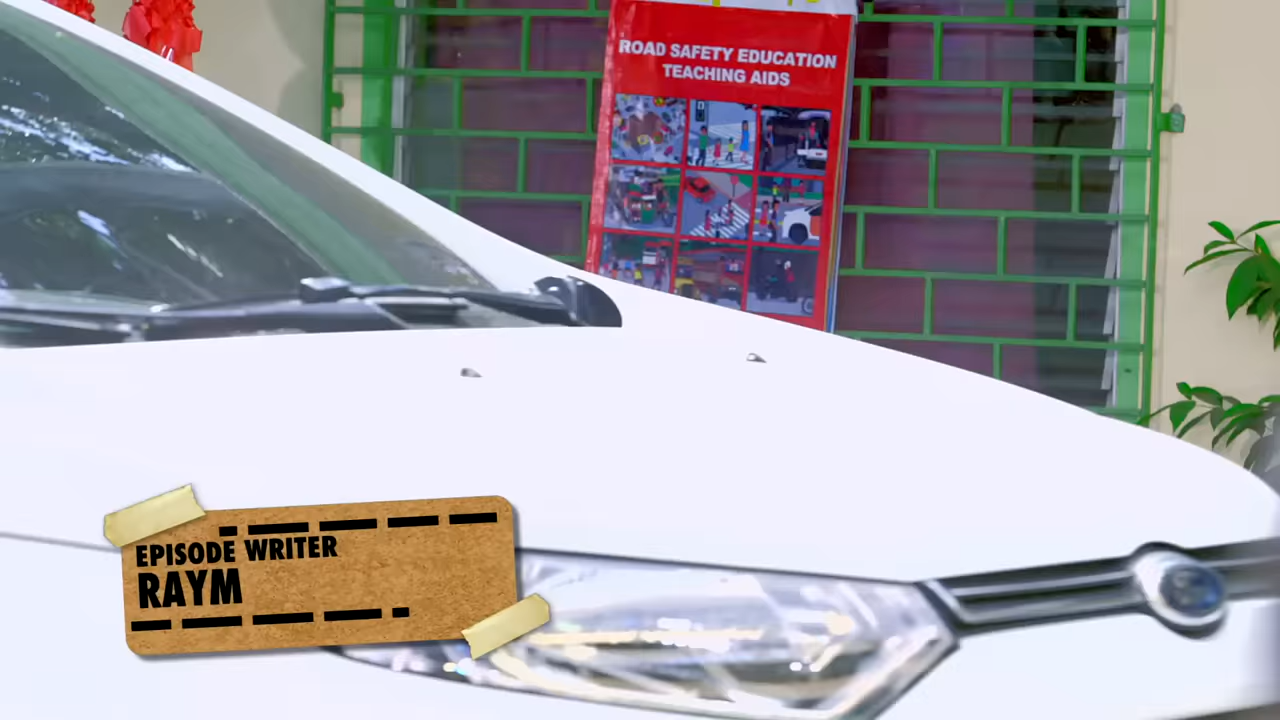 ROAD SAFETY EDUCATION
TEACHING AIDS
EPISODE WRITER
RAYM